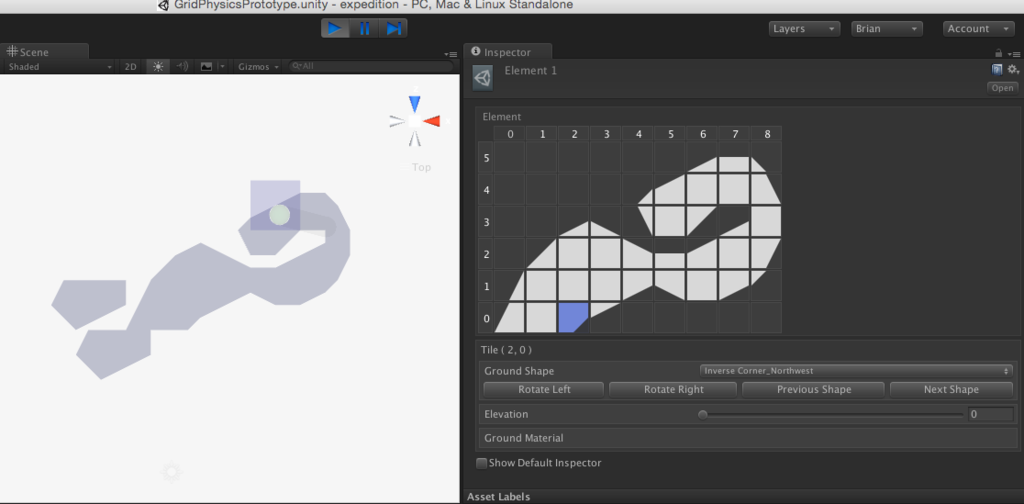 GridPhysicsPrototype.unity - expedition - PC, Mac & Linux Standalone
Layers Brian Account
Scene
Shaded 2D Gizmos All
Top
Inspector
Element 1
Open
Element
0 1 2 3 4 5 6 7 8
5
4
3
2
1
0
Tile ( 2, 0 )
Ground Shape Inverse Corner_Northwest
Rotate Left Rotate Right Previous Shape Next Shape
Elevation 0
Ground Material
Show Default Inspector
Asset Labels